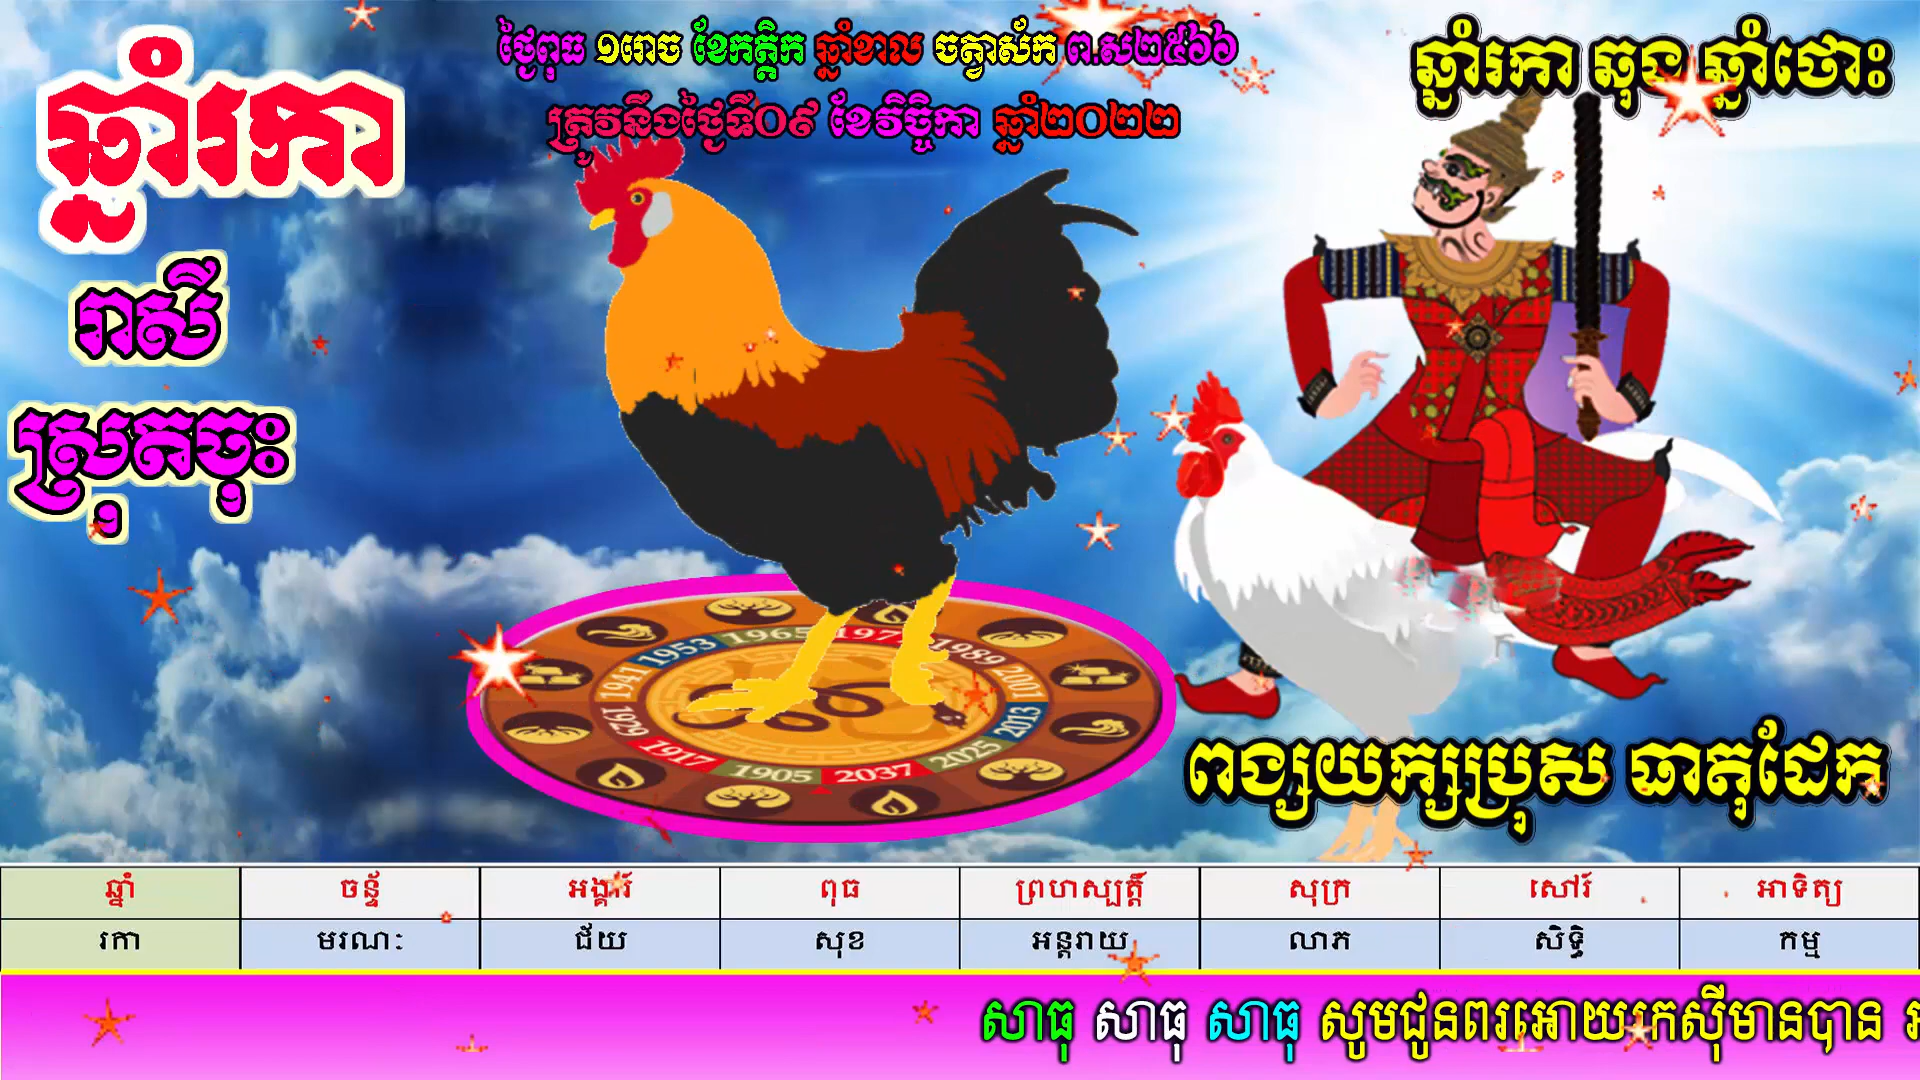 ថ្ងៃពុធ ១រោច ខែកត្តិក ឆ្នាំខាល ចត្វាស័ក ព.ស២៥៦៦
ត្រូវនឹងថ្ងៃទី០៩ ខែវិច្ឆិកា ឆ្នាំ២០២២
ឆ្នាំរកា
រាសី
ស្រុតចុះ
ឆ្នាំរកា ឆុង ឆ្នាំថោះ
1965
1953
1941
1929
1917
1905
2037
2025
2013
2001
1989
ពង្សយក្សប្រុស ធាតុដែក
ឆ្នាំ ចន្ទ័ អង្គារ៍ ពុធ ព្រហស្បត្តិ៍ សុក្រ សៅរ៍ អាទិត្យ
រកា មរណៈ ជ័យ សុខ អន្តរាយ លាភ សិទ្ធិ កម្ម
សាធុ សាធុ សាធុ សូមជូនពរអោយរកស៊ីមានបាន